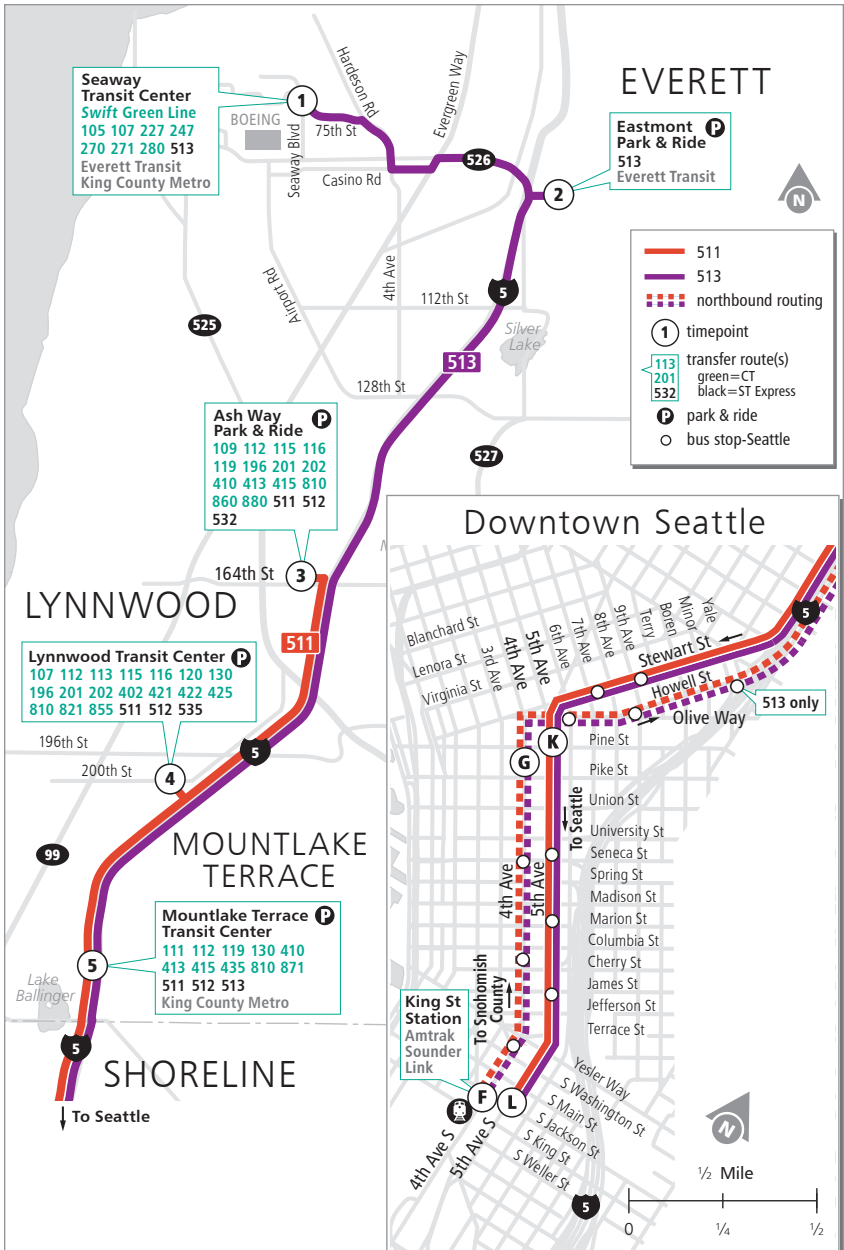 EVERETT
Seaway
Transit Center
Swift Green Line
105 107 227 247
270 271 280 513
Everett Transit
King County Metro
1
BOEING
Seaway Blvd
75th St
Hardeson Rd
Evergreen Way
Casino Rd
526
Eastmont
Park & Ride
P
513
Everett Transit
2
N
5
4th Ave
Airport Rd
112th St
525
Silver
Lake
513
128th St
527
511
513
northbound routing
1
timepoint
113
201
532
transfer route(s)
green=CT
black=ST Express
P
park & ride
bus stop-Seattle
Ash Way
Park & Ride
P
109 112 115 116
119 196 201 202
410 413 415 810
860 880 511 512
532
164th St
3
LYNNWOOD
511
Lynnwood Transit Center
P
107 112 113 115 116 120 130
196 201 202 402 421 422 425
810 821 855 511 512 535
196th St
5
200th St
4
99
MOUNTLAKE
TERRACE
Mountlake Terrace
Transit Center
P
111 112 119 130 410
413 415 435 810 871
511 512 513
King County Metro
5
Lake
Ballinger
5
SHORELINE
To Seattle
Downtown Seattle
5
Blanchard St
Lenora St
Virginia St
3rd Ave
4th Ave
5th Ave
6th Ave
7th Ave
8th Ave
9th Ave
Terry
Boren
Minor
Yale
Stewart St
Howell St
Olive Way
513 only
K
G
Pine St
Pike St
Union St
University St
Seneca St
Spring St
Madison St
Marion St
Columbia St
Cherry St
James St
Jefferson St
Terrace St
To Seattle
4th Ave
5th Ave
To Snohomish
County
King St
Station
Amtrak
Sounder
Link
F
L
4th Ave S
5th Ave S
Yesler Way
S Washington St
S Main St
S Jackson St
S King St
S Weller St
5
N
½ Mile
0
¼
½